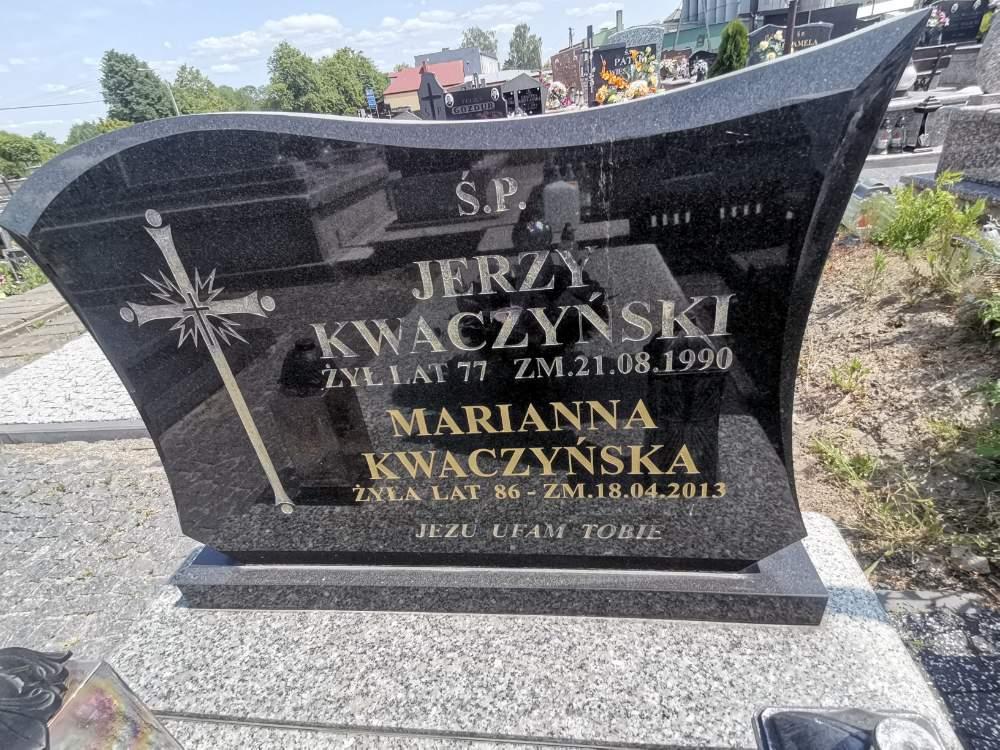 Ś.P.
JERZY
KWACZYŃSKI
ŻYŁ LAT 77 ZM.21.08.1990
MARIANNA
KWACZYŃSKA
ŻYŁA LAT 86 - ZM.18.04.2013
JEZU UFAM TOBIE
GOZDUR